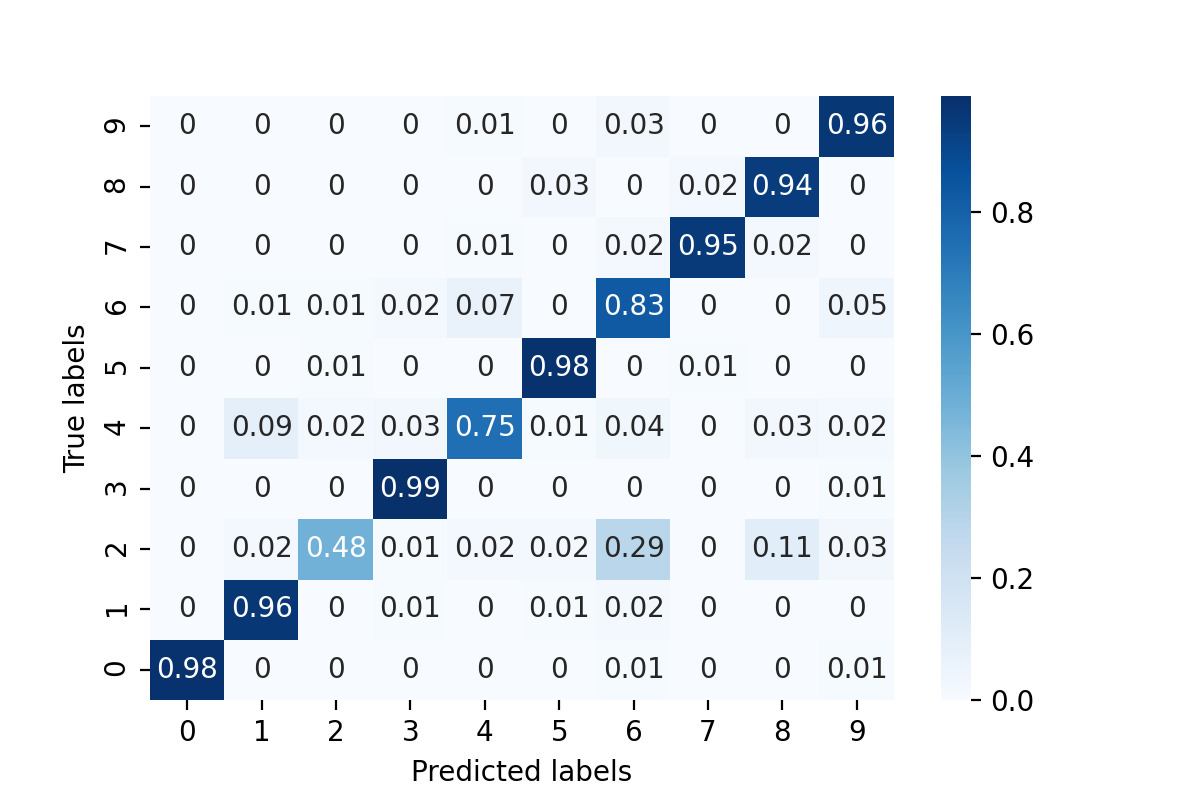 9 0 0 0 0 0.01 0 0.03 0 0 0.96
8 0 0 0 0 0 0.03 0 0.02 0.94 0
7 0 0 0 0 0.01 0 0.02 0.95 0.02 0
6 0 0.01 0.01 0.02 0.07 0 0.83 0 0 0.05
5 0 0 0.01 0 0 0.98 0 0.01 0 0
4 0 0.09 0.02 0.03 0.75 0.01 0.04 0 0.03 0.02
3 0 0 0 0.99 0 0 0 0 0 0.01
2 0 0.02 0.48 0.01 0.02 0.02 0.29 0 0.11 0.03
1 0 0.96 0 0.01 0 0.01 0.02 0 0 0
0 0.98 0 0 0 0 0 0.01 0 0 0.01
0 1 2 3 4 5 6 7 8 9
Predicted labels
True labels
0.8
0.6
0.4
0.2
0.0